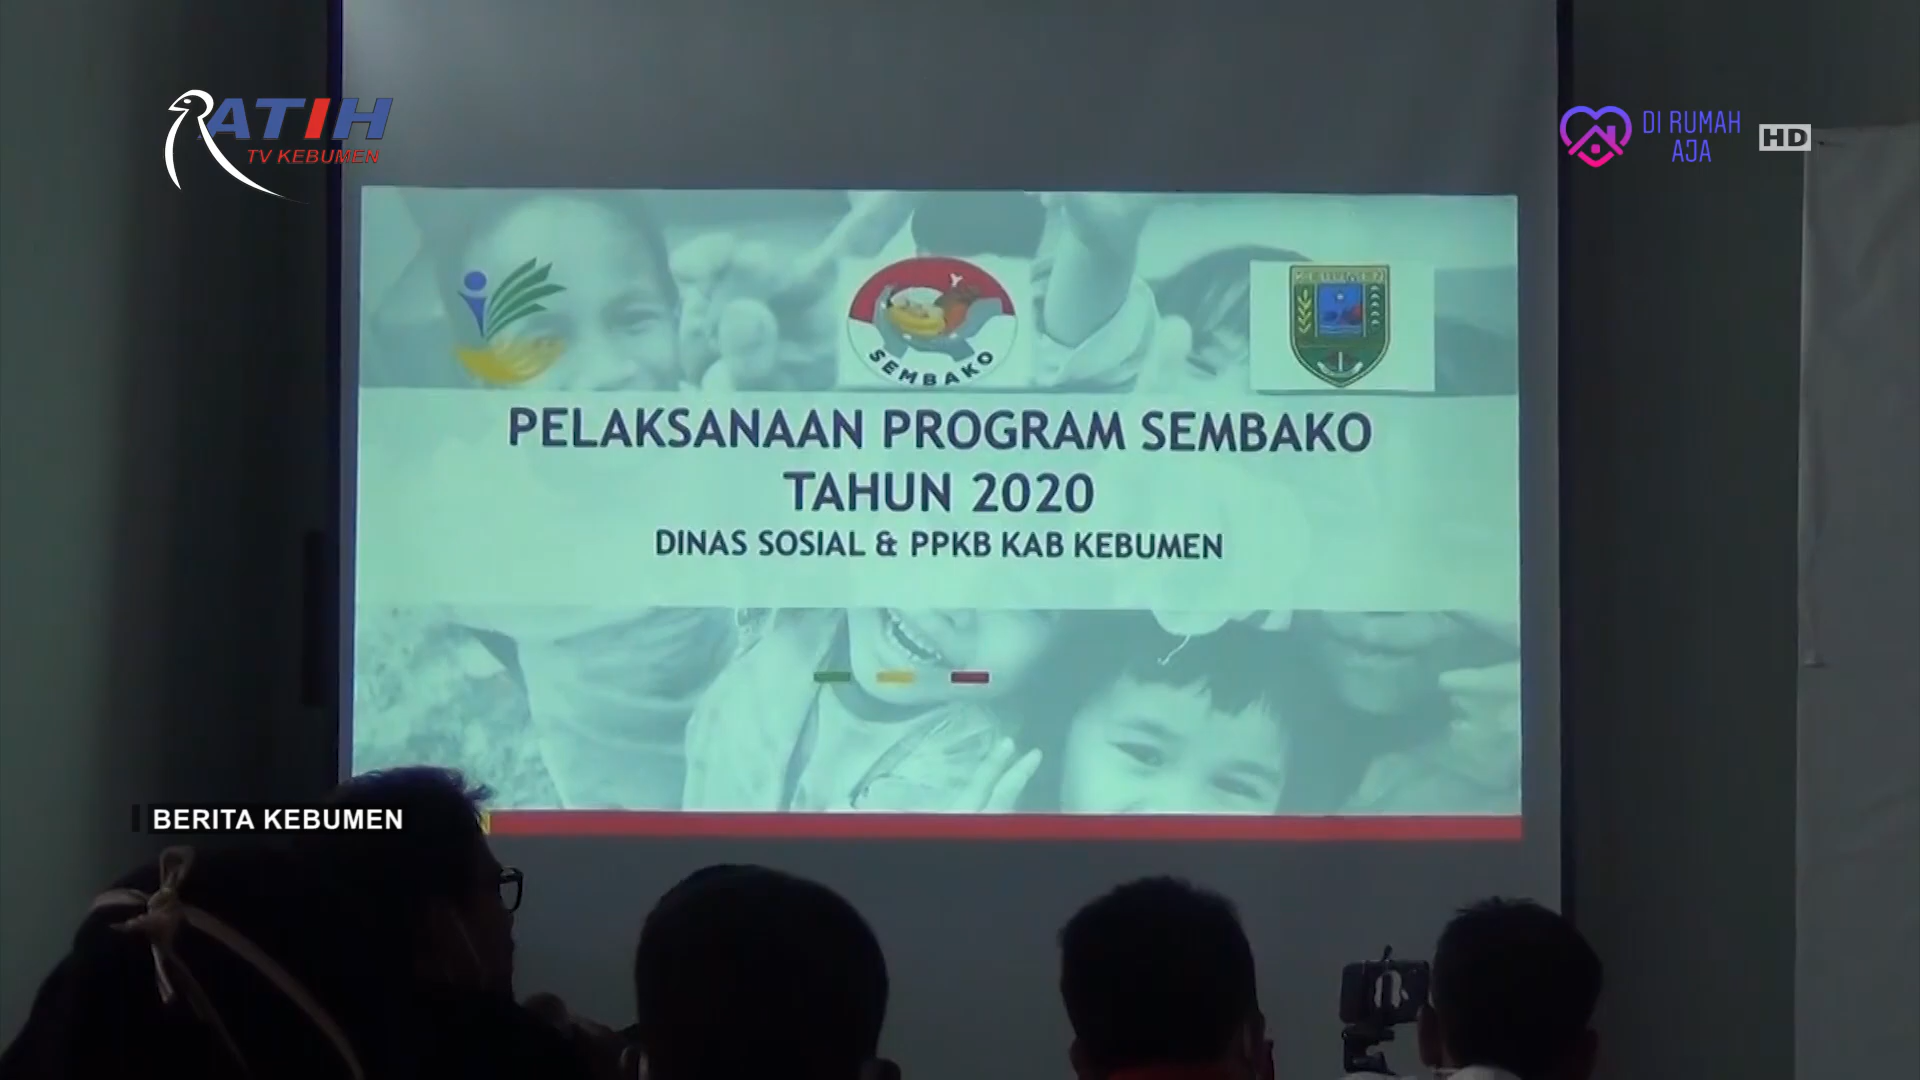 RATIH
TV KEBUMEN
DI RUMAH
AJA
HD
SEMBAKO
PELAKSANAAN PROGRAM SEMBAKO
TAHUN 2020
DINAS SOSIAL & PPKB KAB KEBUMEN
BERITA KEBUMEN